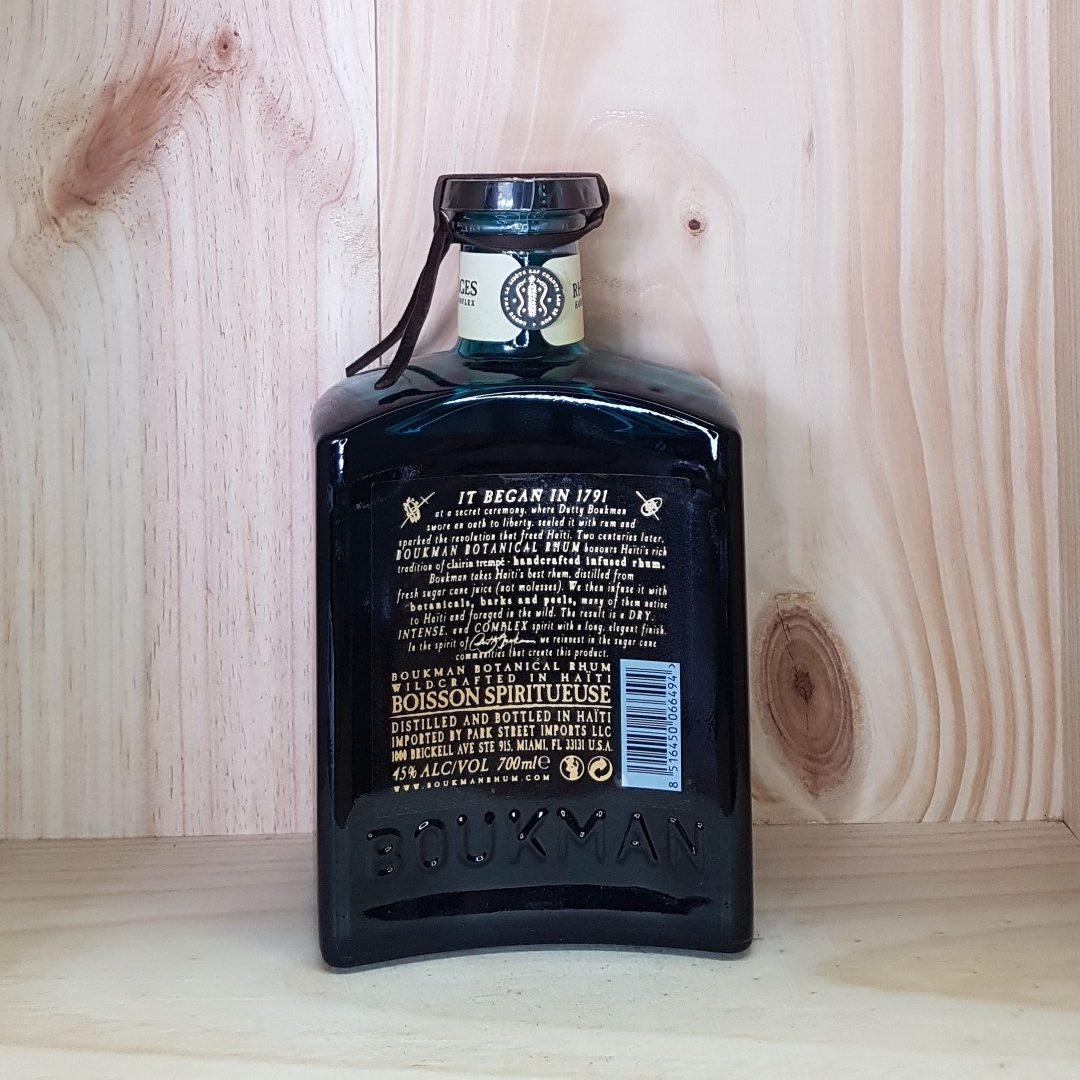 GES
MPLEX
RH
IT BEGAN IN 1791
at a secret ceremony, where Dutty Boukman
swore an oath to liberty, sealed it with rum and
sparked the revolution that freed Haïti. Two centuries later,
BOUKMAN BOTANICAL RHUM honours Haïti's rich
tradition of clairin trempé - handcrafted infused rhum.
Boukman takes Haïti's best rhum, distilled from
fresh sugar cane juice (not molasses). We then infuse it with
botanicals, barks and peels, many of them native
to Haïti and foraged in the wild. The result is a DRY,
INTENSE, and COMPLEX spirit with a long, elegant finish.
In the spirit of Dutty Boukman we reinvest in the sugar cane
communities that create this product.
BOUKMAN BOTANICAL RHUM
WILDCRAFTED IN HAÏTI
BOISSON SPIRITUEUSE
DISTILLED AND BOTTLED IN HAÏTI
IMPORTED BY PARK STREET IMPORTS LLC
1000 BRICKELL AVE STE 915, MIAMI, FL 33131 U.S.A.
45% ALC/VOL 700ml e
WWW.BOUKMANRHUM.COM
8 516450 066494 >
BOUKMAN